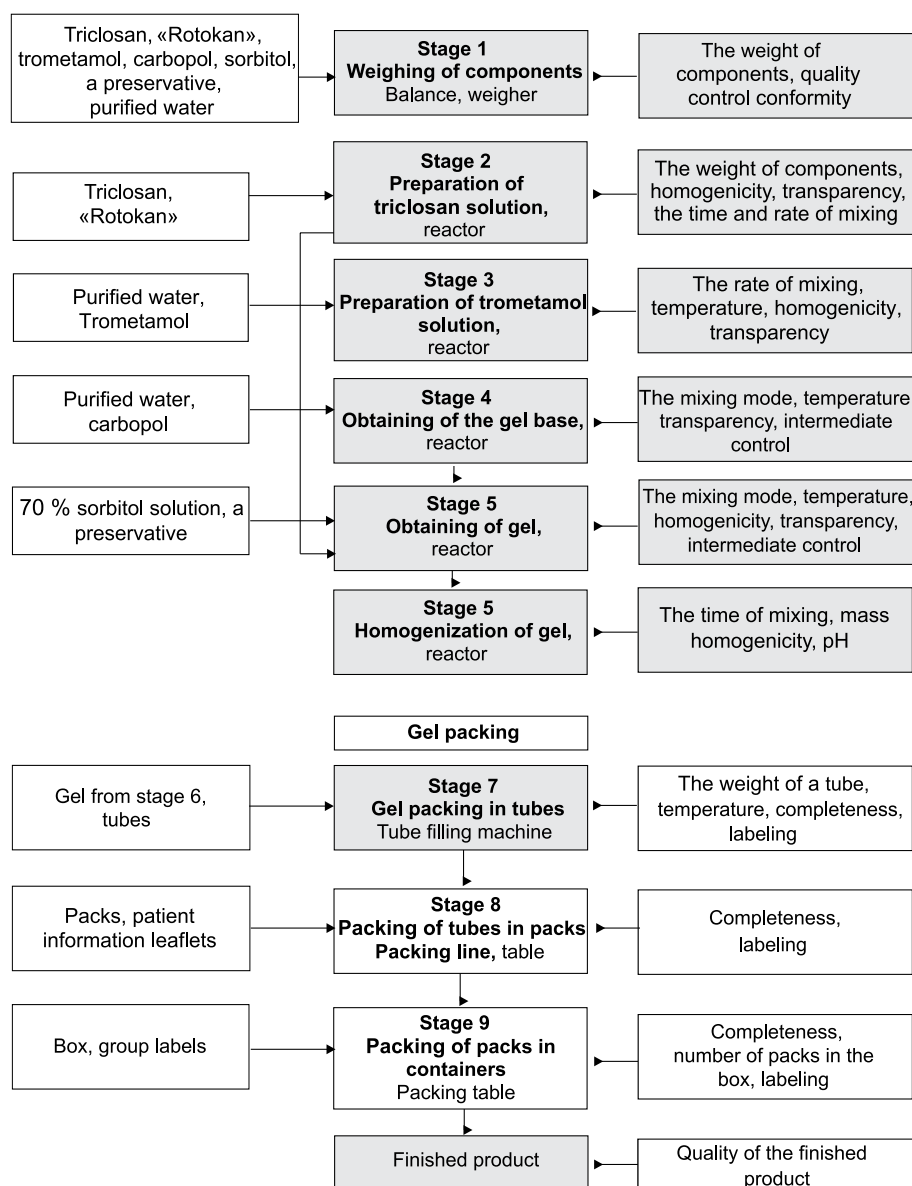 Triclosan, «Rotokan»,
trometamol, carbopol, sorbitol,
a preservative,
purified water
Stage 1
Weighing of components
Balance, weigher
The weight of
components, quality
control conformity
Triclosan,
«Rotokan»
Stage 2
Preparation of
triclosan solution,
reactor
The weight of components,
homogenicity, transparency,
the time and rate of mixing
Purified water,
Trometamol
Stage 3
Preparation of trometamol
solution,
reactor
The rate of mixing,
temperature, homogenicity,
transparency
Purified water,
carbopol
Stage 4
Obtaining of the gel base,
reactor
The mixing mode, temperature
transparency, intermediate
control
70 % sorbitol solution, a
preservative
Stage 5
Obtaining of gel,
reactor
The mixing mode, temperature,
homogenicity, transparency,
intermediate control
Stage 5
Homogenization of gel,
reactor
The time of mixing, mass
homogenicity, pH
Gel packing
Gel from stage 6,
tubes
Stage 7
Gel packing in tubes
Tube filling machine
The weight of a tube,
temperature, completeness,
labeling
Packs, patient
information leaflets
Stage 8
Packing of tubes in packs
Packing line, table
Completeness,
labeling
Box, group labels
Stage 9
Packing of packs in
containers
Packing table
Completeness,
number of packs in the
box, labeling
Finished product
Quality of the finished
product